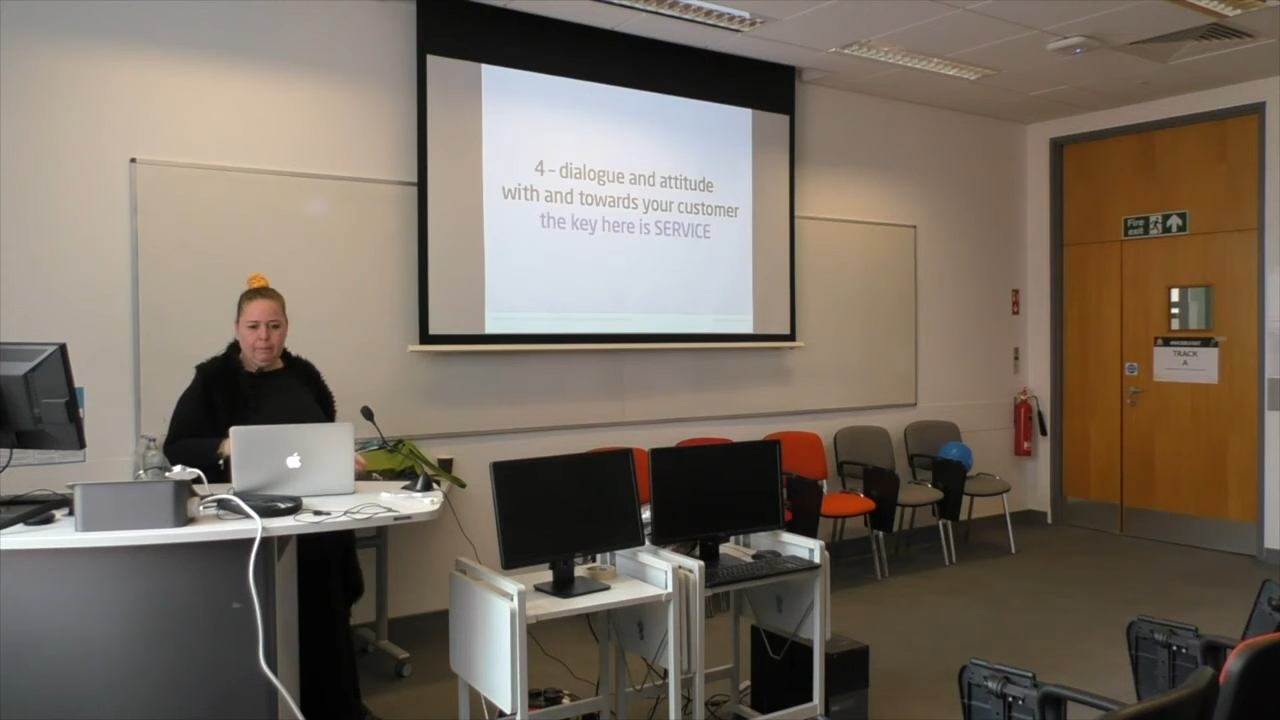 4 – dialogue and attitude
with and towards your customer
the key here is SERVICE
Fire
exit
TRACK
A